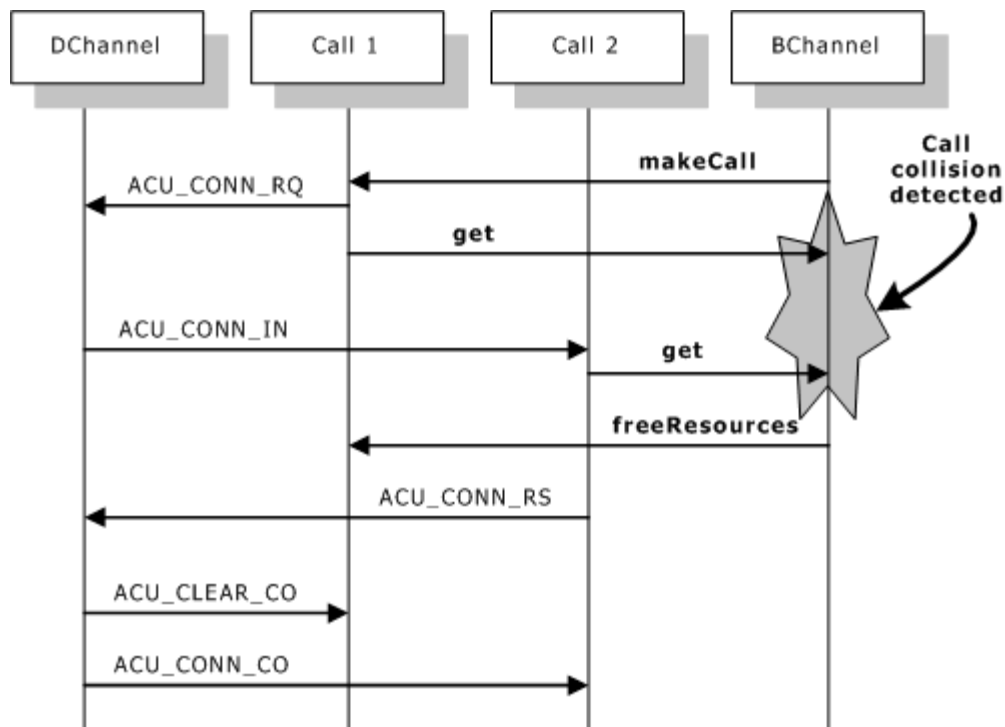 DChannel
Call 1
Call 2
BChannel
Call
collision
detected
makeCall
ACU_CONN_RQ
get
ACU_CONN_IN
get
freeResources
ACU_CONN_RS
ACU_CLEAR_CO
ACU_CONN_CO